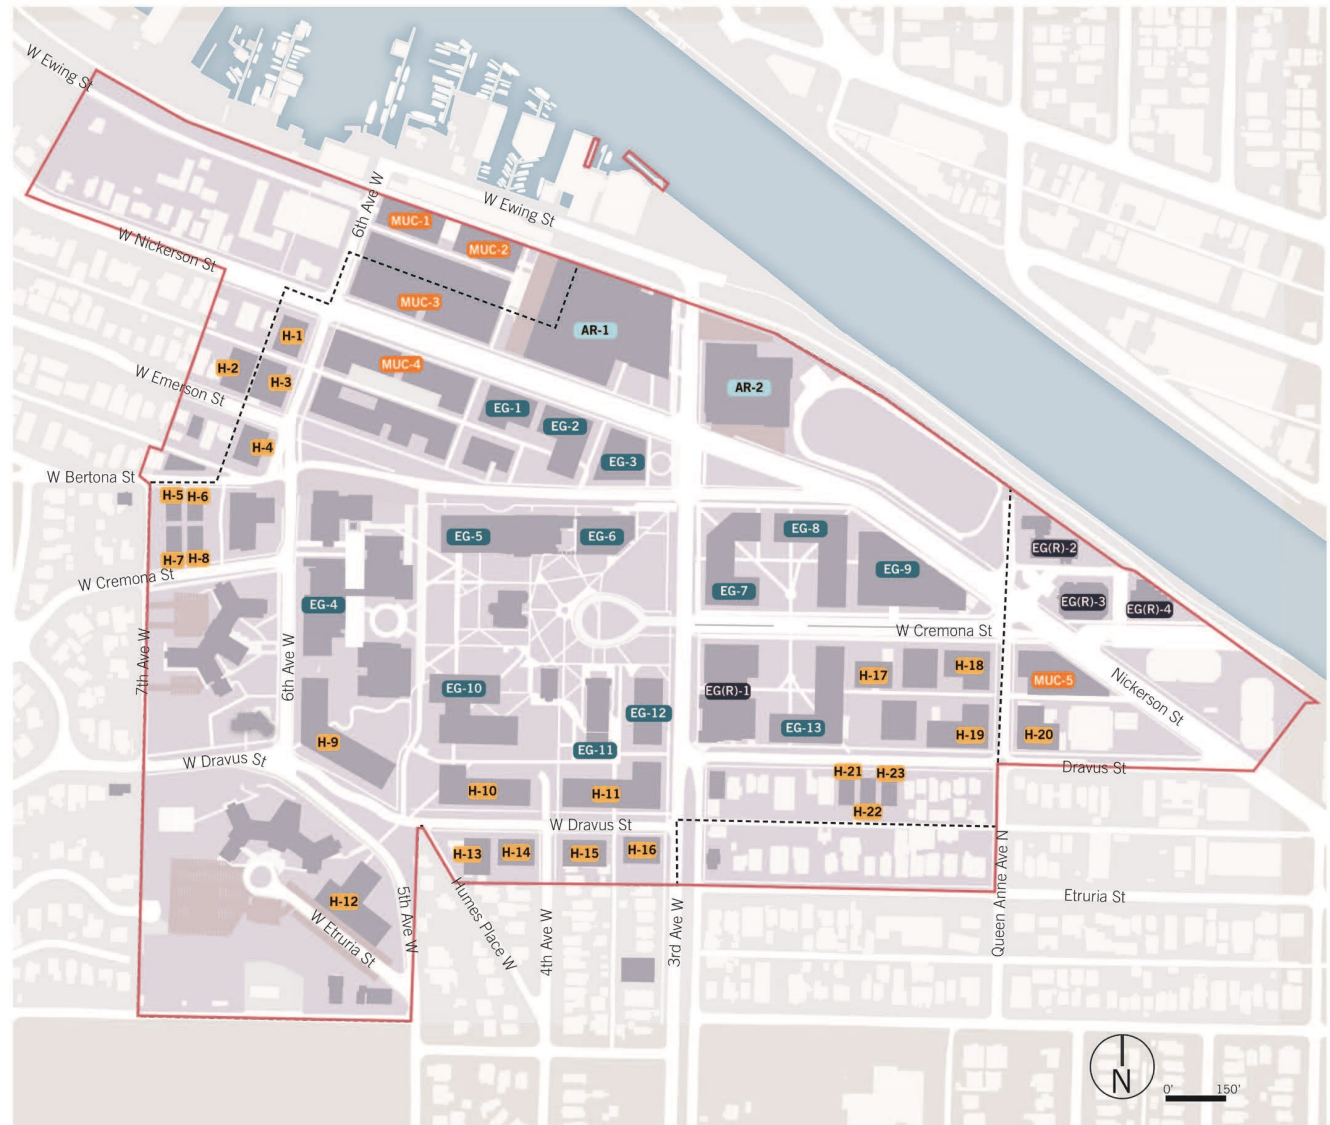 W Ewing St
6th Ave W
W Ewing St
MUC-1
MUC-2
W Nickerson St
MUC-3
AR-1
H-1
H-2
H-3
MUC-4
AR-2
W Emerson St
EG-1
EG-2
H-4
EG-3
W Bertona St
H-5
H-6
EG-5
EG-6
EG-8
EG(R)-2
H-7
H-8
W Cremona St
EG-7
EG-9
EG-4
EG(R)-3
EG(R)-4
W Cremona St
7th Ave W
6th Ave W
EG-10
EG(R)-1
H-17
H-18
MUC-5
Nickerson St
EG-12
EG-13
H-9
EG-11
H-19
H-20
W Dravus St
Dravus St
H-21
H-23
H-10
H-11
H-22
W Dravus St
H-13
H-14
H-15
H-16
H-12
W Etruria St
5th Ave W
Humes Place W
4th Ave W
3rd Ave W
Queen Anne Ave N
Etruria St
N
0'
150'